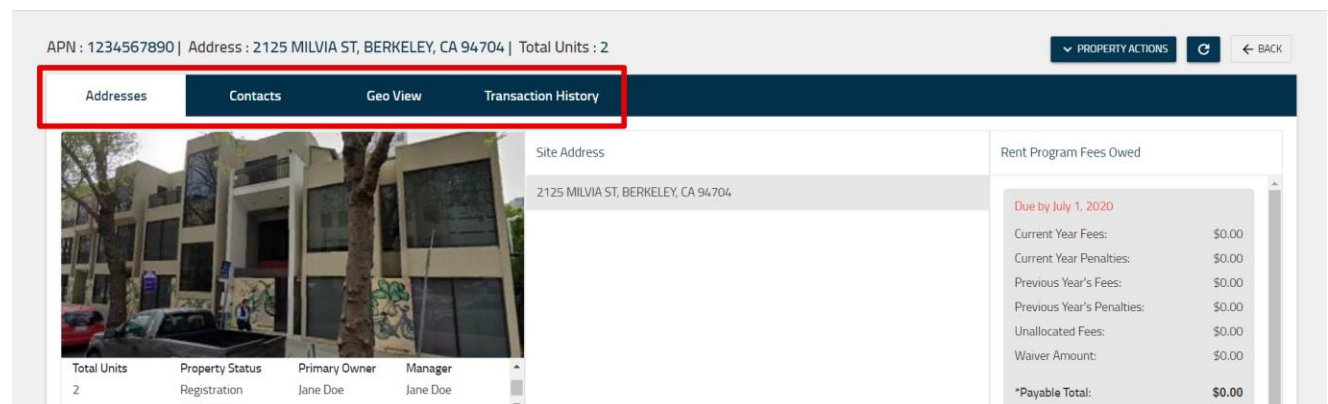 APN : 1234567890 | Address : 2125 MILVIA ST, BERKELEY, CA 94704 | Total Units : 2
PROPERTY ACTIONS
BACK
Addresses Contacts Geo View Transaction History
Site Address
2125 MILVIA ST, BERKELEY, CA 94704
Total Units Property Status Primary Owner Manager
2 Registration Jane Doe Jane Doe
Rent Program Fees Owed
Due by July 1, 2020
Current Year Fees: $0.00
Current Year Penalties: $0.00
Previous Year's Fees: $0.00
Previous Year's Penalties: $0.00
Unallocated Fees: $0.00
Waiver Amount: $0.00
*Payable Total: $0.00